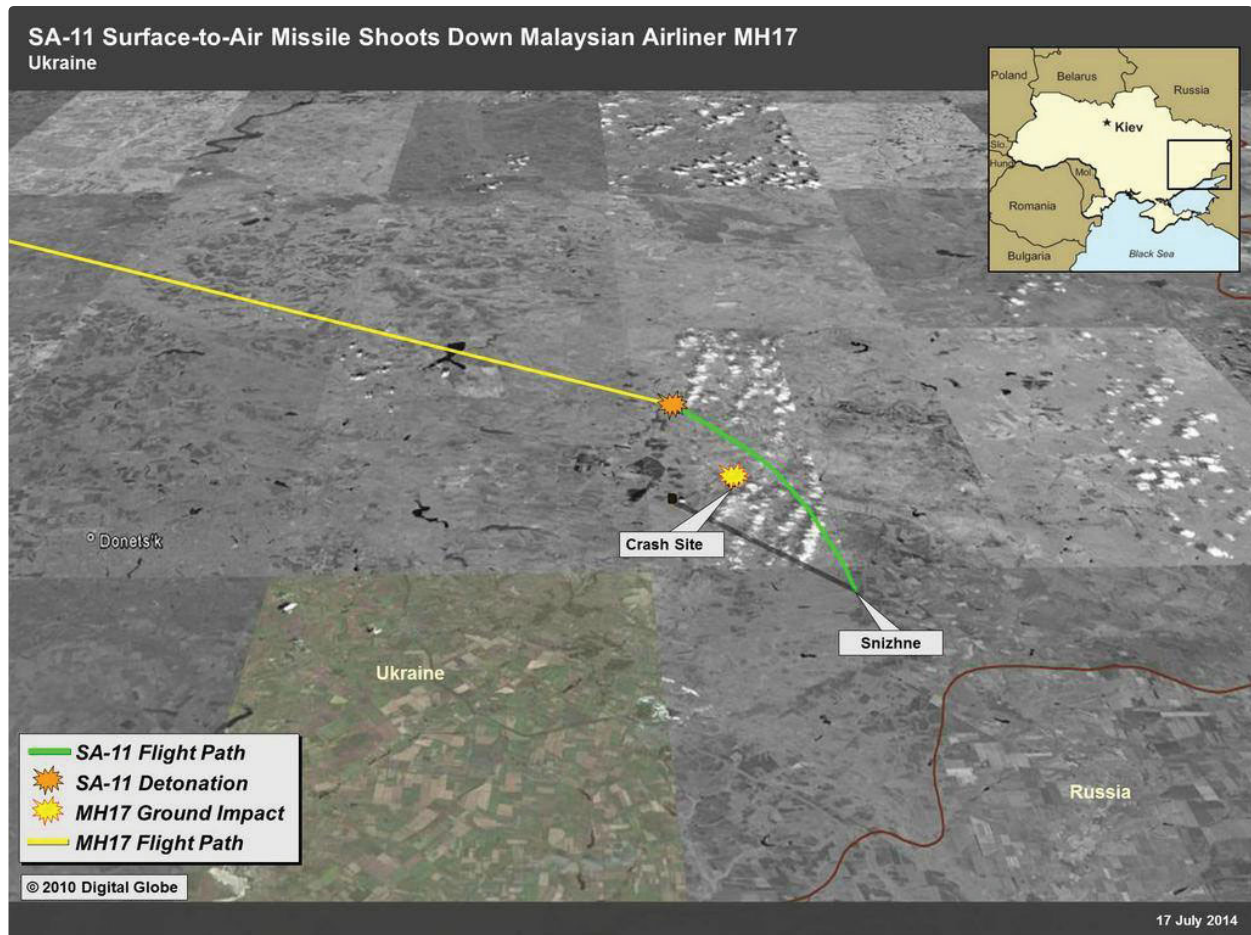 SA-11 Surface-to-Air Missile Shoots Down Malaysian Airliner MH17
Ukraine
Poland
Belarus
Russia
Kiev
Slo.
Hung
Mol.
Romania
Bulgaria
Black Sea
Donets'k
Crash Site
Snizhne
Ukraine
Russia
SA-11 Flight Path
SA-11 Detonation
MH17 Ground Impact
MH17 Flight Path
© 2010 Digital Globe
17 July 2014